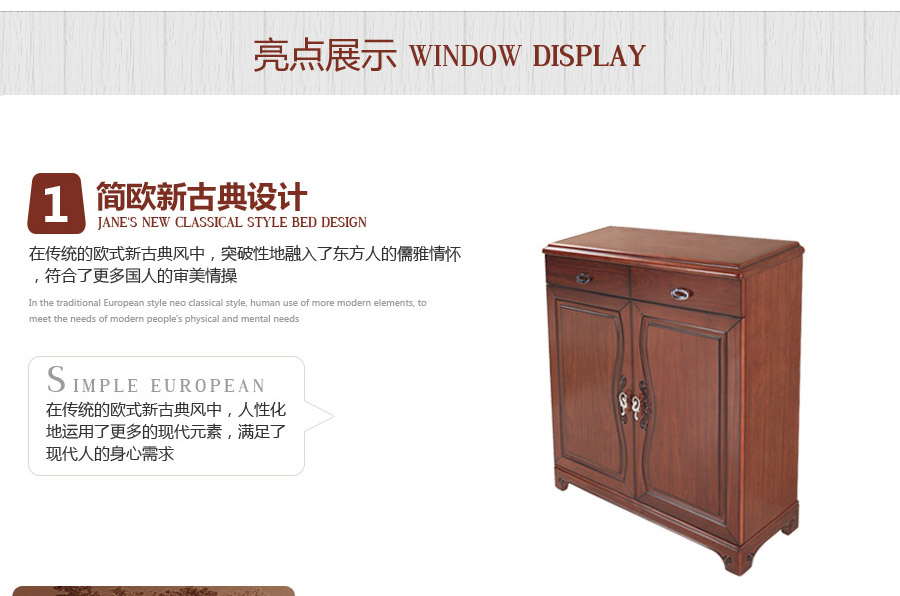 亮点展示 WINDOW DISPLAY
1 简欧新古典设计
JANE'S NEW CLASSICAL STYLE BED DESIGN
在传统的欧式新古典风中，突破性地融入了东方人的儒雅情怀
，符合了更多国人的审美情操
In the traditional European style neo classical style, human use of more modern elements, to
meet the needs of modern people's physical and mental needs
SIMPLE EUROPEAN
在传统的欧式新古典风中，人性化
地运用了更多的现代元素，满足了
现代人的身心需求